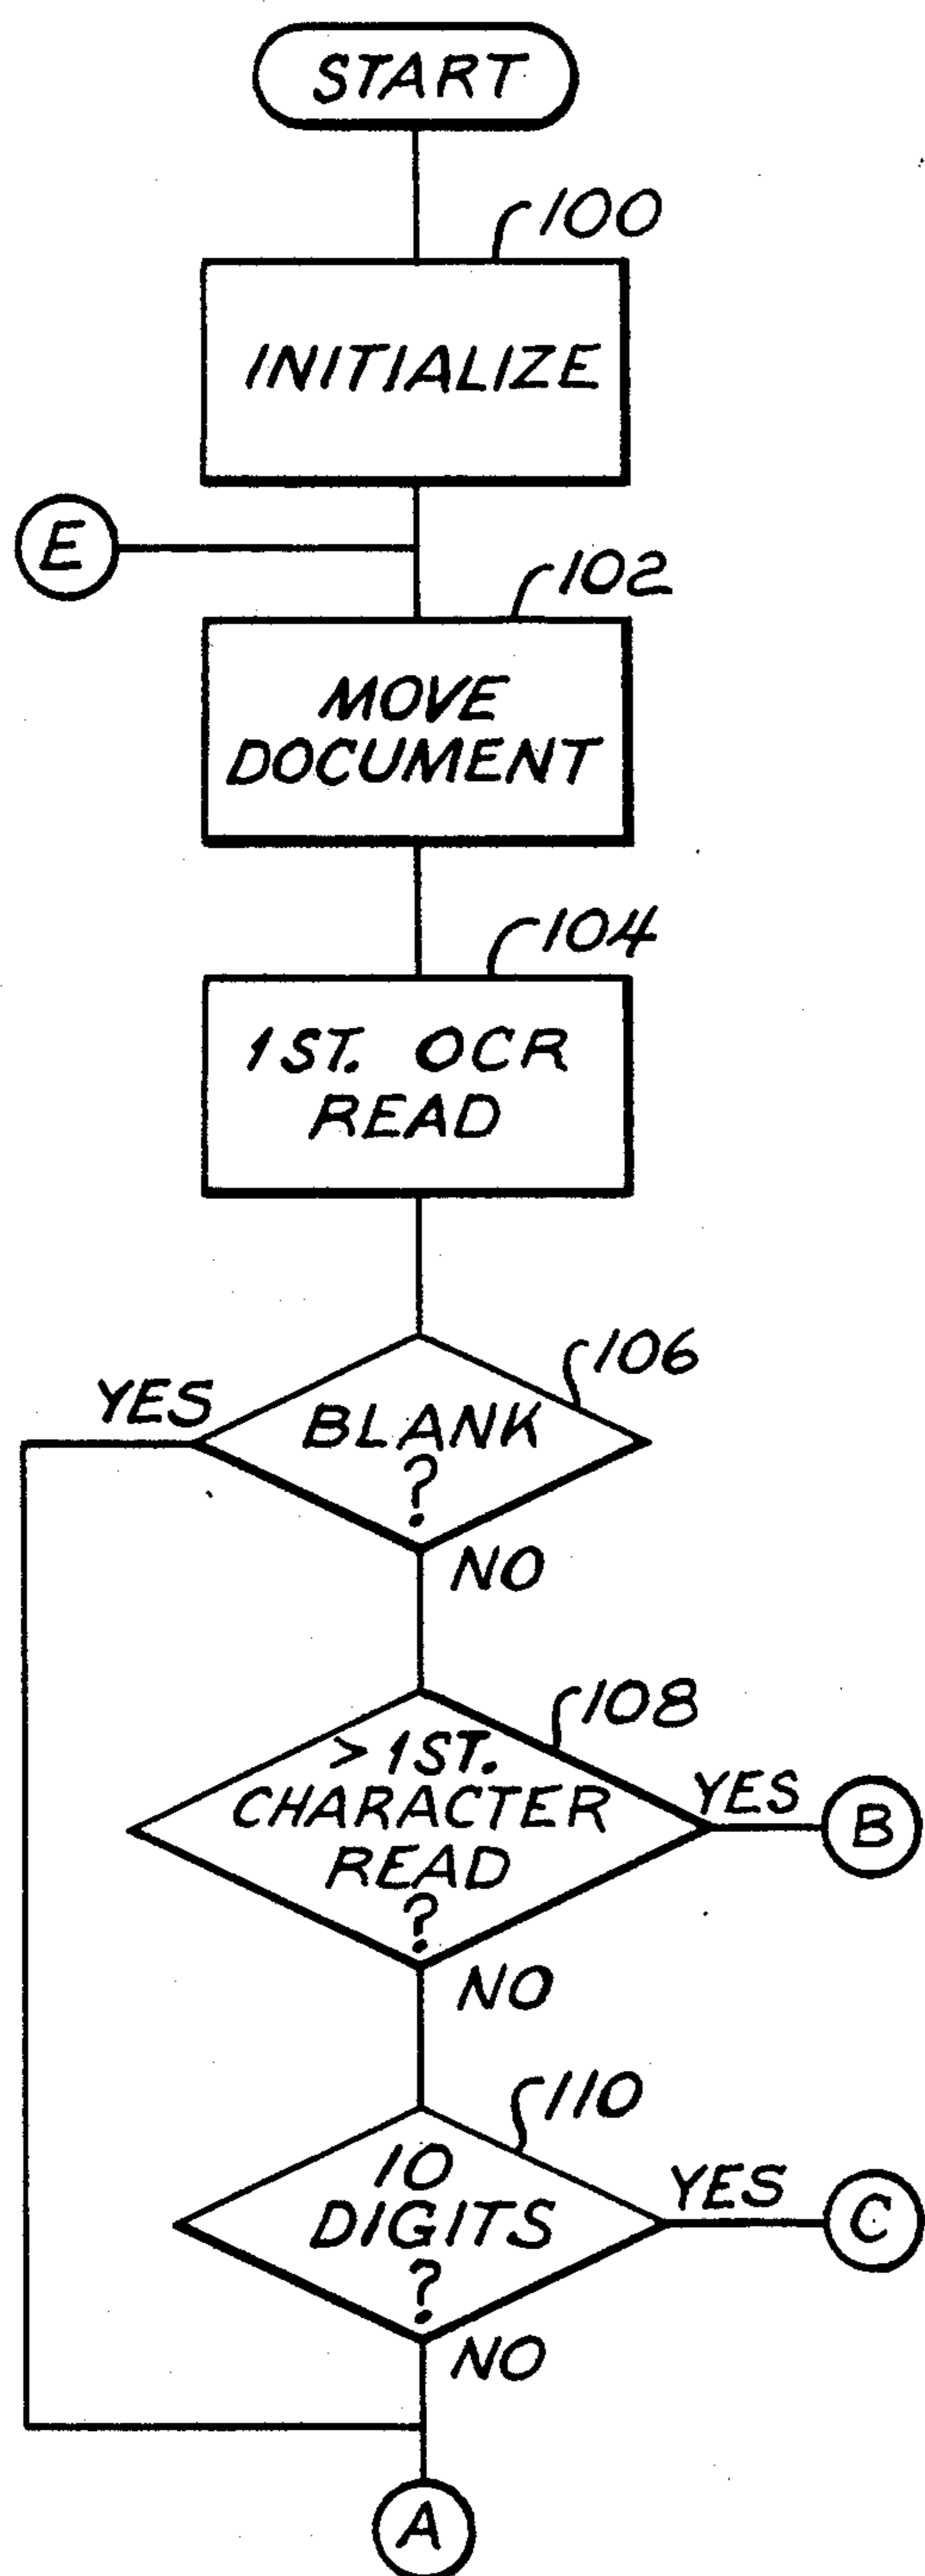 START
100
INITIALIZE
E
102
MOVE
DOCUMENT
104
1ST. OCR
READ
106
YES
BLANK
?
NO
108
> 1ST.
CHARACTER
READ
?
YES
B
NO
110
10
DIGITS
?
YES
C
NO
A